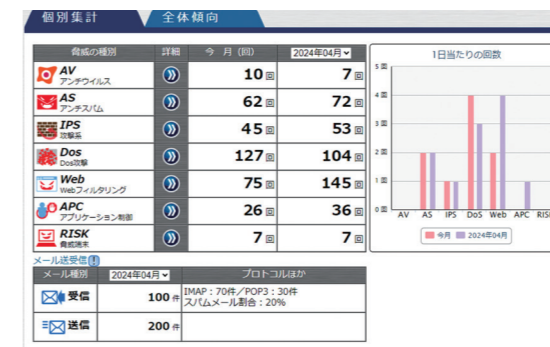 個別集計 全体傾向
脅威の種別 詳細 今 月 (回) 2024年04月
AV アンチウイルス 10回 7回
AS アンチスパム 62回 72回
IPS 攻撃系 45回 53回
Dos Dos攻撃 127回 104回
Web Webフィルタリング 75回 145回
APC アプリケーション制御 26回 36回
RISK 脅威端末 7回 7回
1日当たりの回数
5回
4回
3回
2回
1回
0回
AV AS IPS DoS Web APC RIS
今月 2024年04月
メール送受信
メール種別 2024年04月 プロトコルほか
受信 100件 IMAP：70件／POP3：30件
スパムメール割合：20%
送信 200件